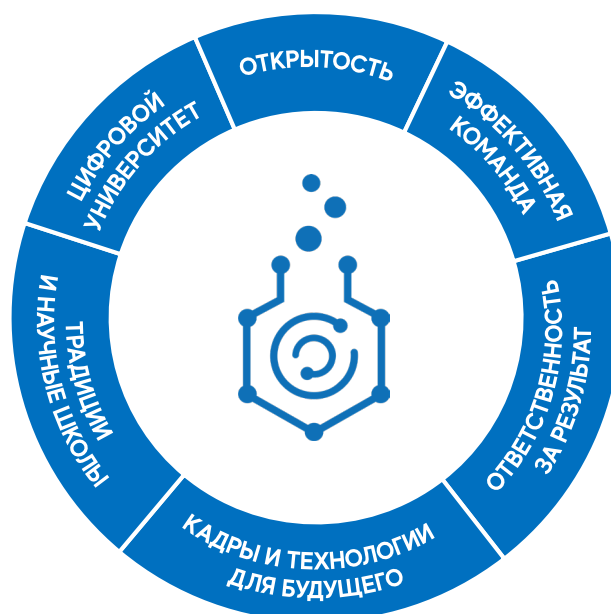 ОТКРЫТОСТЬ
ЭФФЕКТИВНАЯ
КОМАНДА
ОТВЕТСТВЕННОСТЬ
ЗА РЕЗУЛЬТАТ
КАДРЫ И ТЕХНОЛОГИИ
ДЛЯ БУДУЩЕГО
ТРАДИЦИИ
И НАУЧНЫЕ ШКОЛЫ
ЦИФРОВОЙ
УНИВЕРСИТЕТ